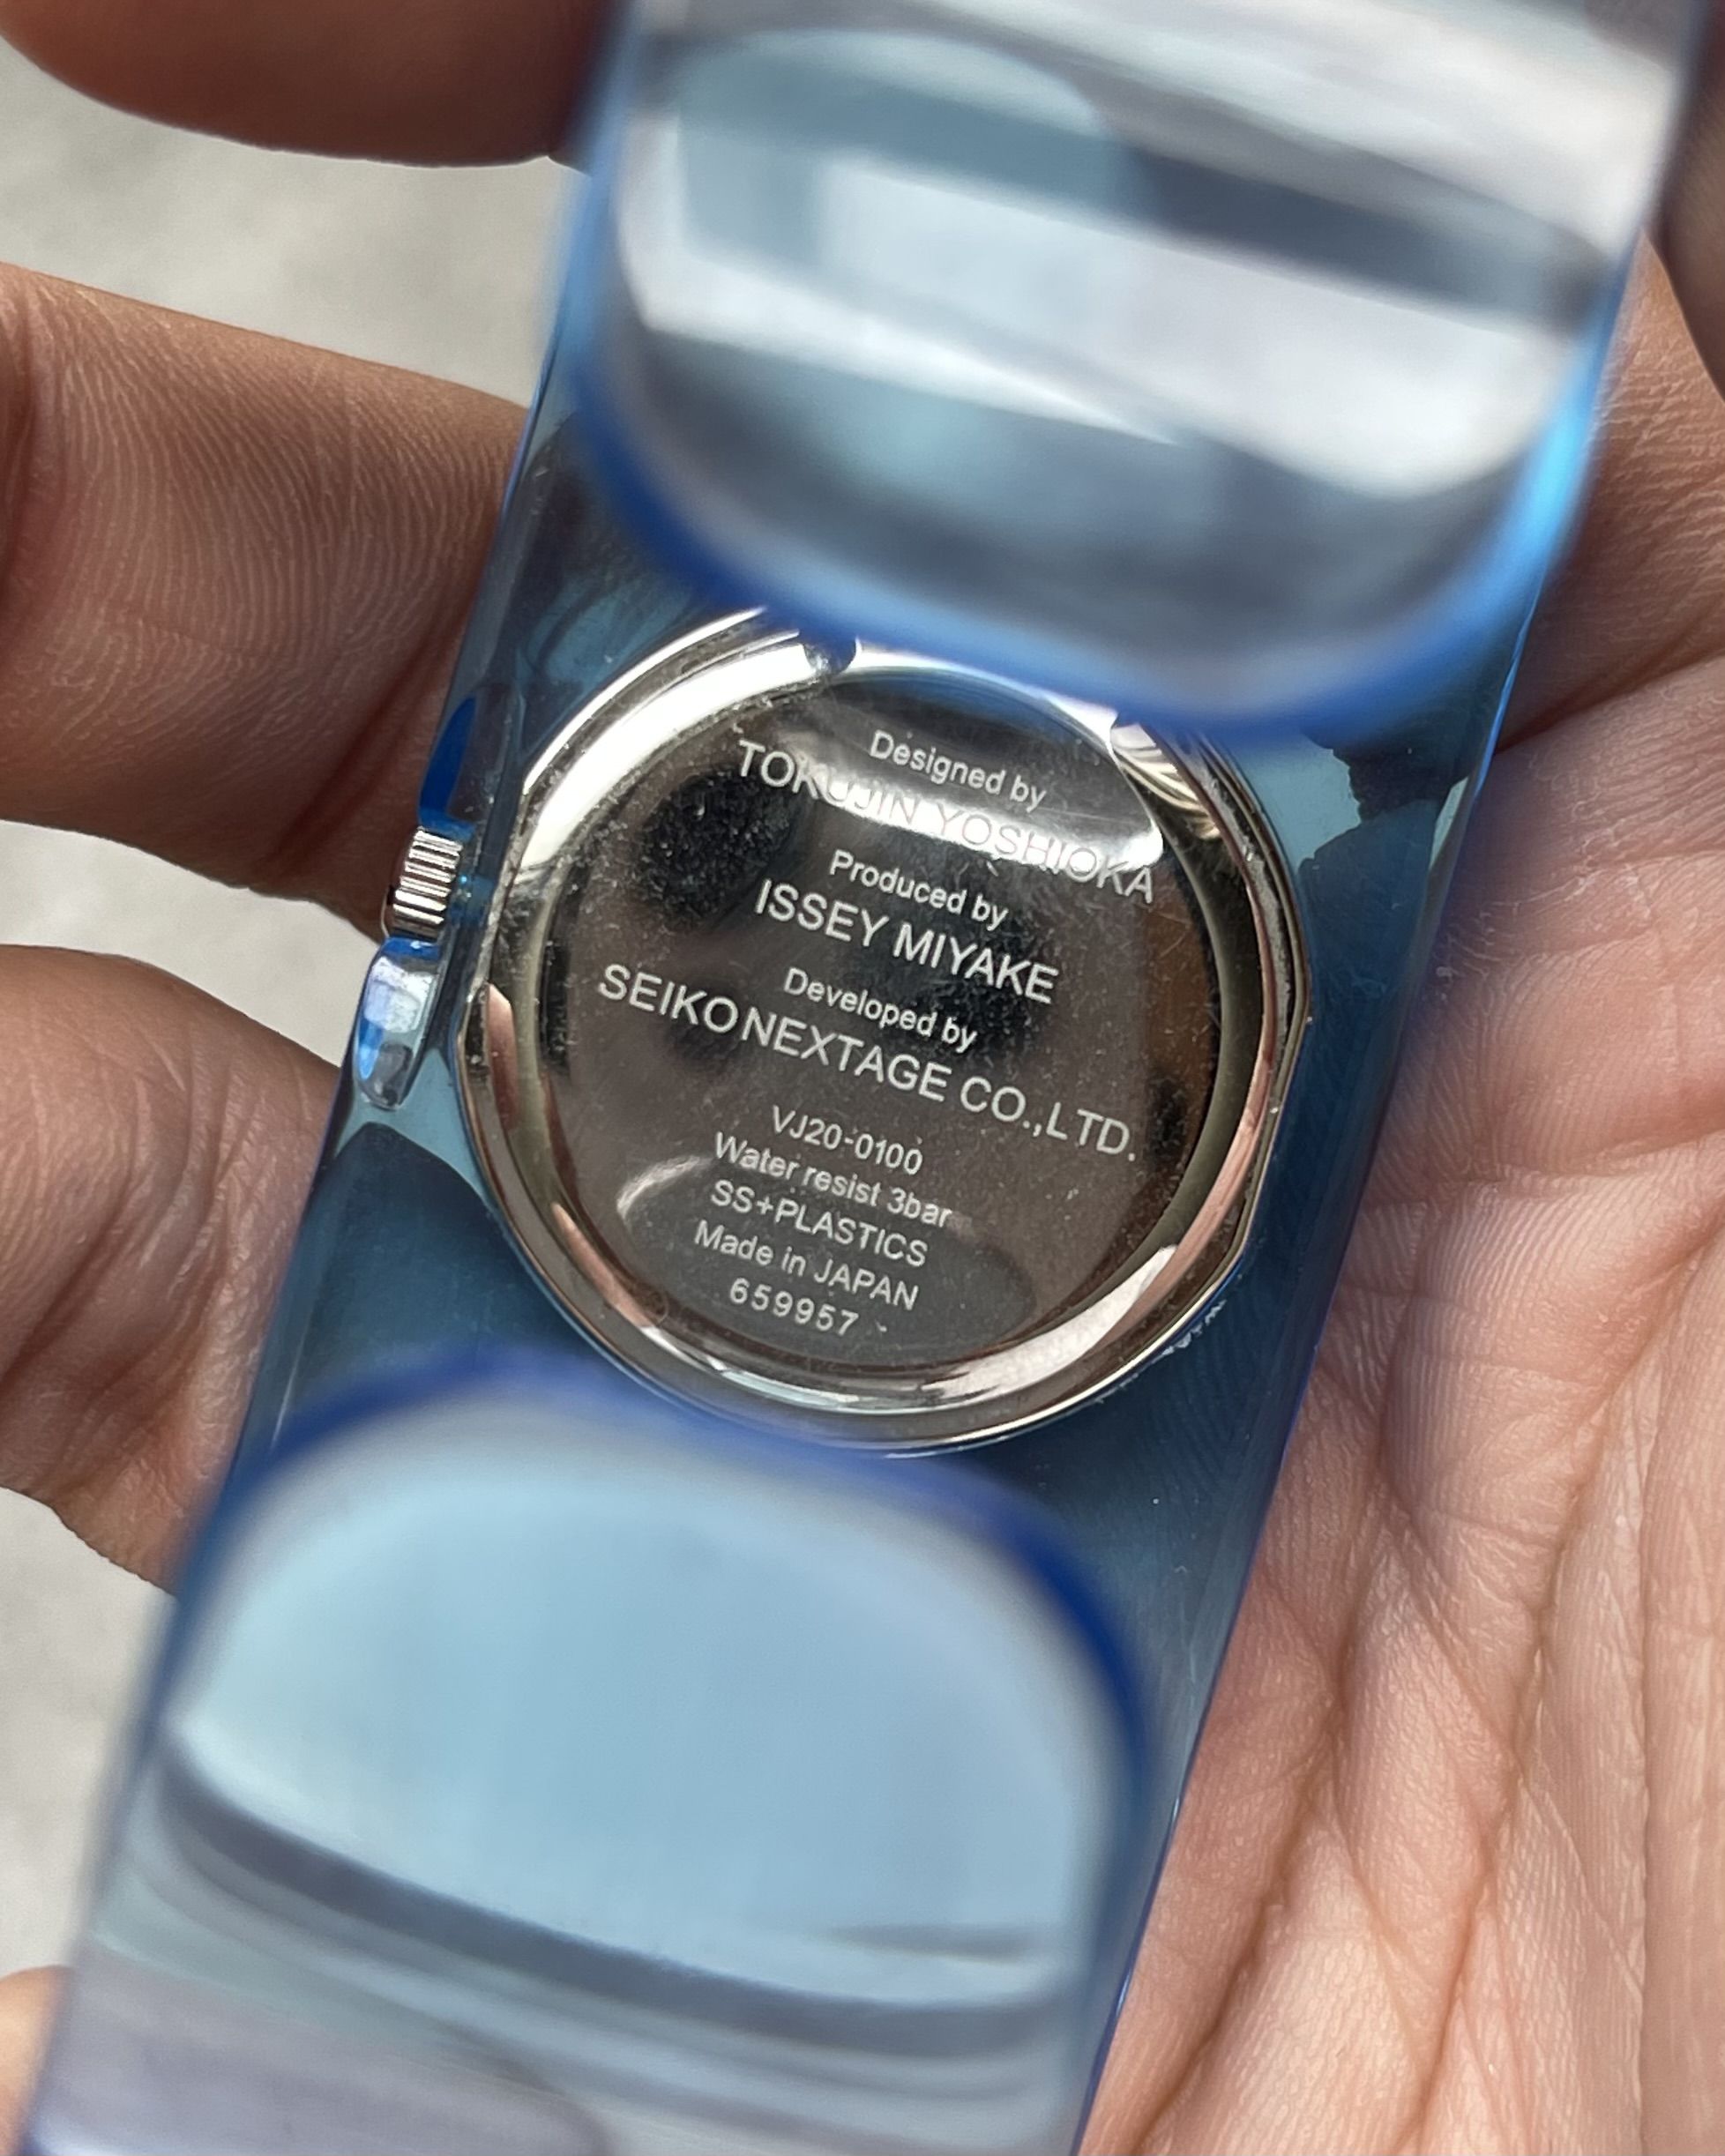 Designed by
TOKUJIN YOSHIOKA
Produced by
ISSEY MIYAKE
Developed by
SEIKO NEXTAGE CO.,LTD.
VJ20-0100
Water resist 3bar
SS+PLASTICS
Made in JAPAN
659957